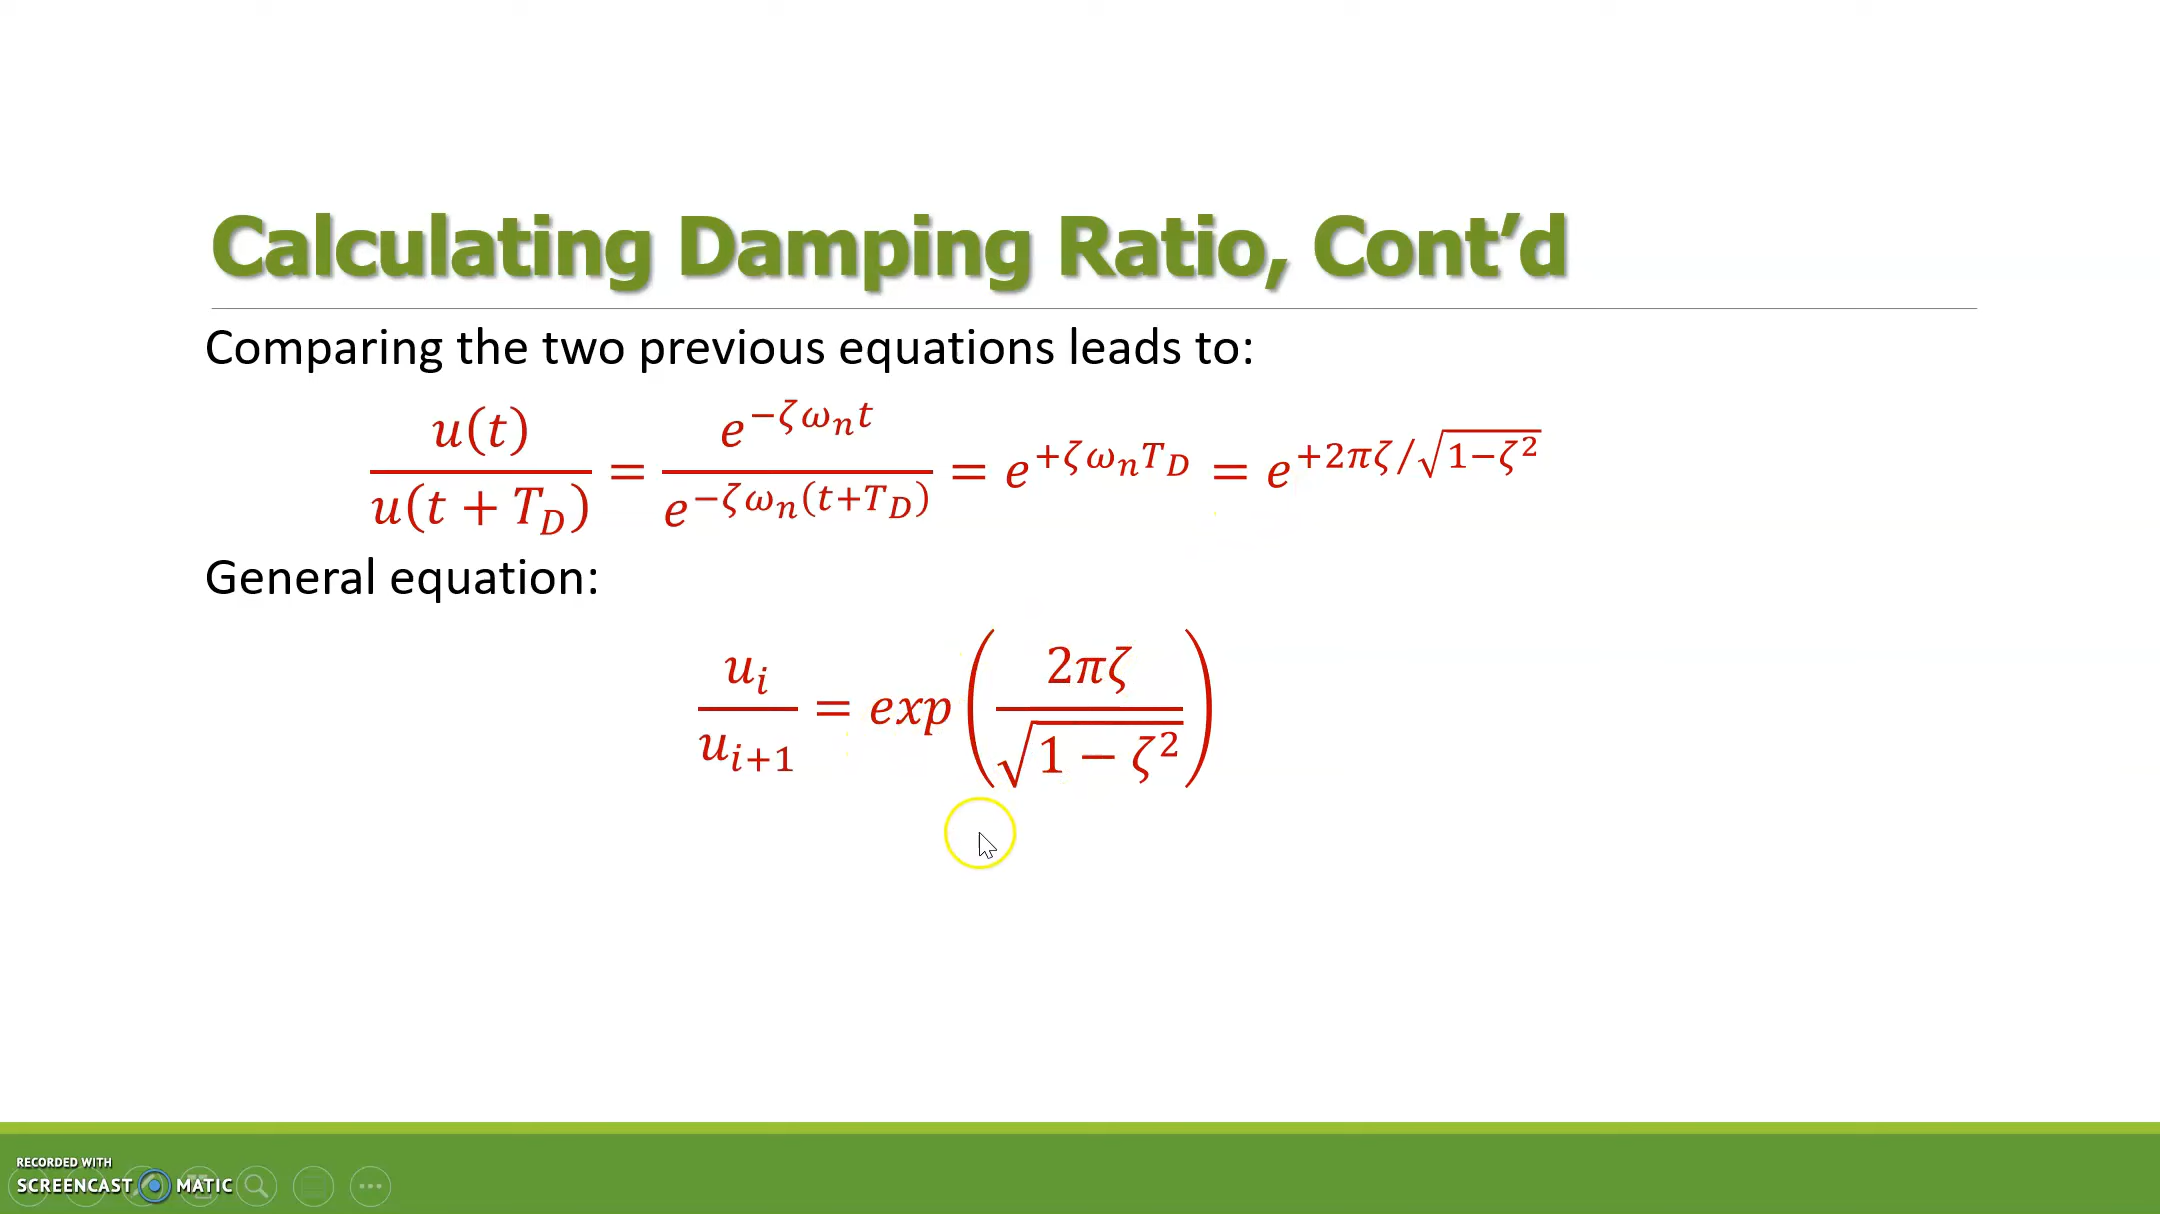 Calculating Damping Ratio, Cont’d
Comparing the two previous equations leads to:
u(t)/u(t + T_D) = e^{−ζω_n t}/e^{−ζω_n(t+T_D)} = e^{+ζω_n T_D} = e^{+2πζ/√(1−ζ²)}
General equation:
u_i/u_{i+1} = exp(2πζ/√(1 − ζ²))
RECORDED WITH
SCREENCAST MATIC